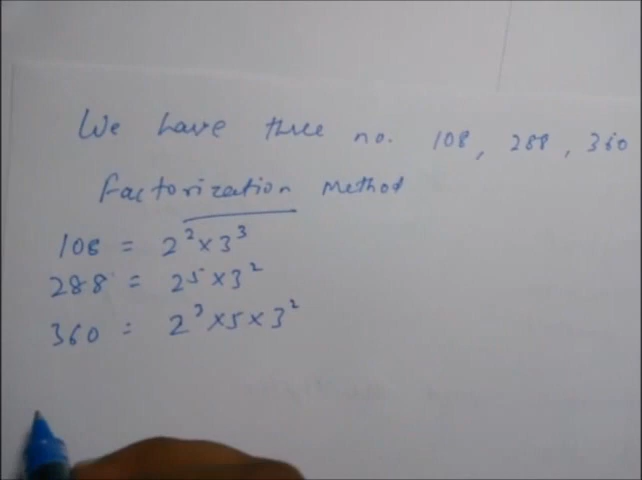 We have three no. 108, 288, 360
Factorization Method
108 = 2² × 3³
288 = 2⁵ × 3²
360 = 2³ × 5 × 3²